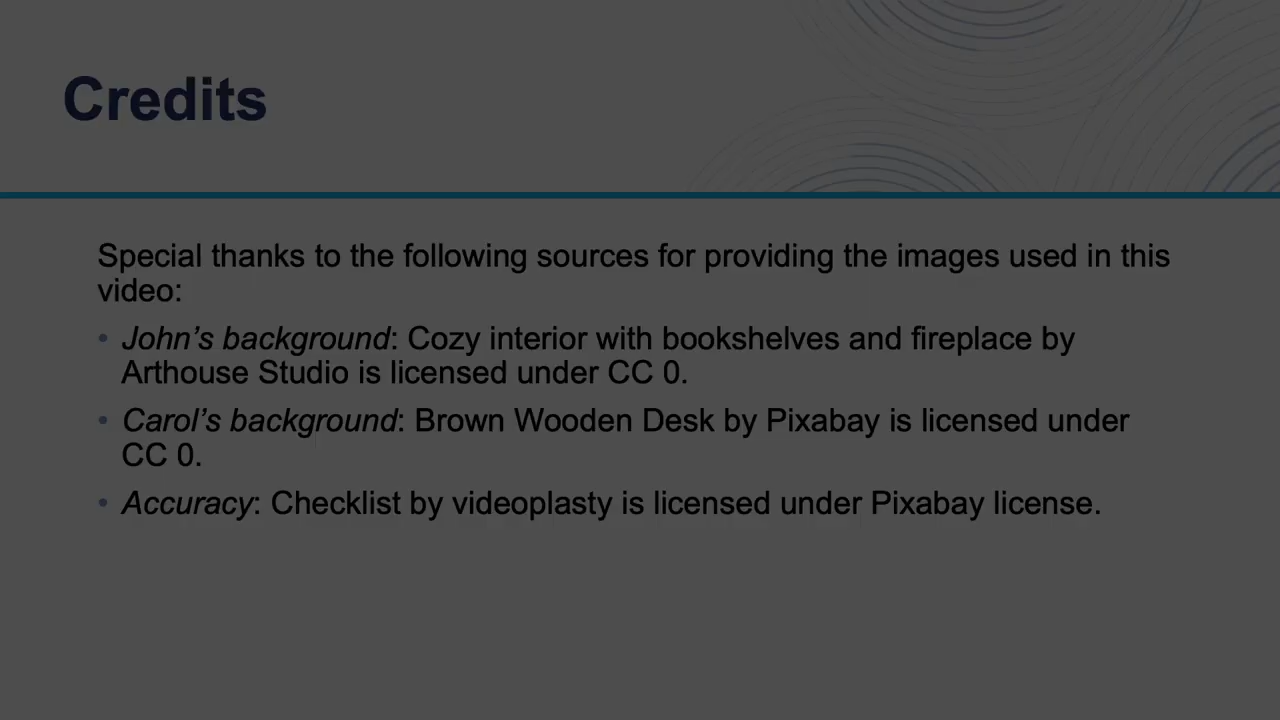 Credits
Special thanks to the following sources for providing the images used in this
video:
• John’s background: Cozy interior with bookshelves and fireplace by
Arthouse Studio is licensed under CC 0.
• Carol’s background: Brown Wooden Desk by Pixabay is licensed under
CC 0.
• Accuracy: Checklist by videoplasty is licensed under Pixabay license.